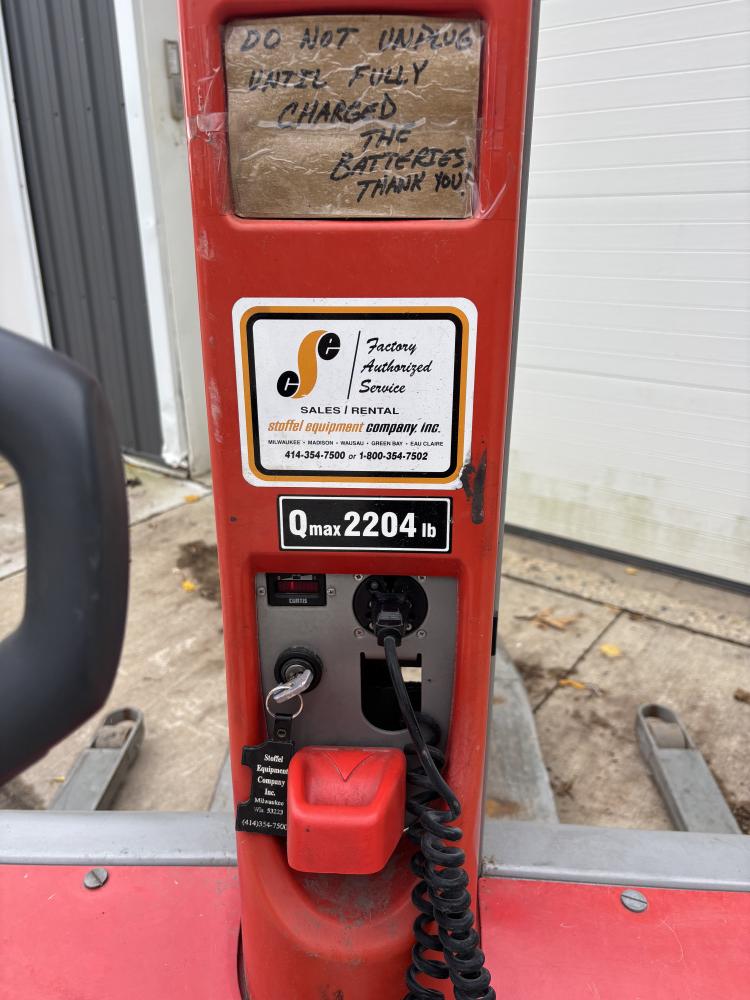 DO NOT UNPLUG
UNTIL FULLY
CHARGED
THE
BATTERIES.
THANK YOU!
Factory
Authorized
Service
SALES / RENTAL
stoffel equipment company, inc.
MILWAUKEE • MADISON • WAUSAU • GREEN BAY • EAU CLAIRE
414-354-7500 or 1-800-354-7502
Qmax 2204 lb
CURTIS
Stoffel
Equipment
Company
Inc.
Milwaukee
Wis. 53223
(414)354-7500